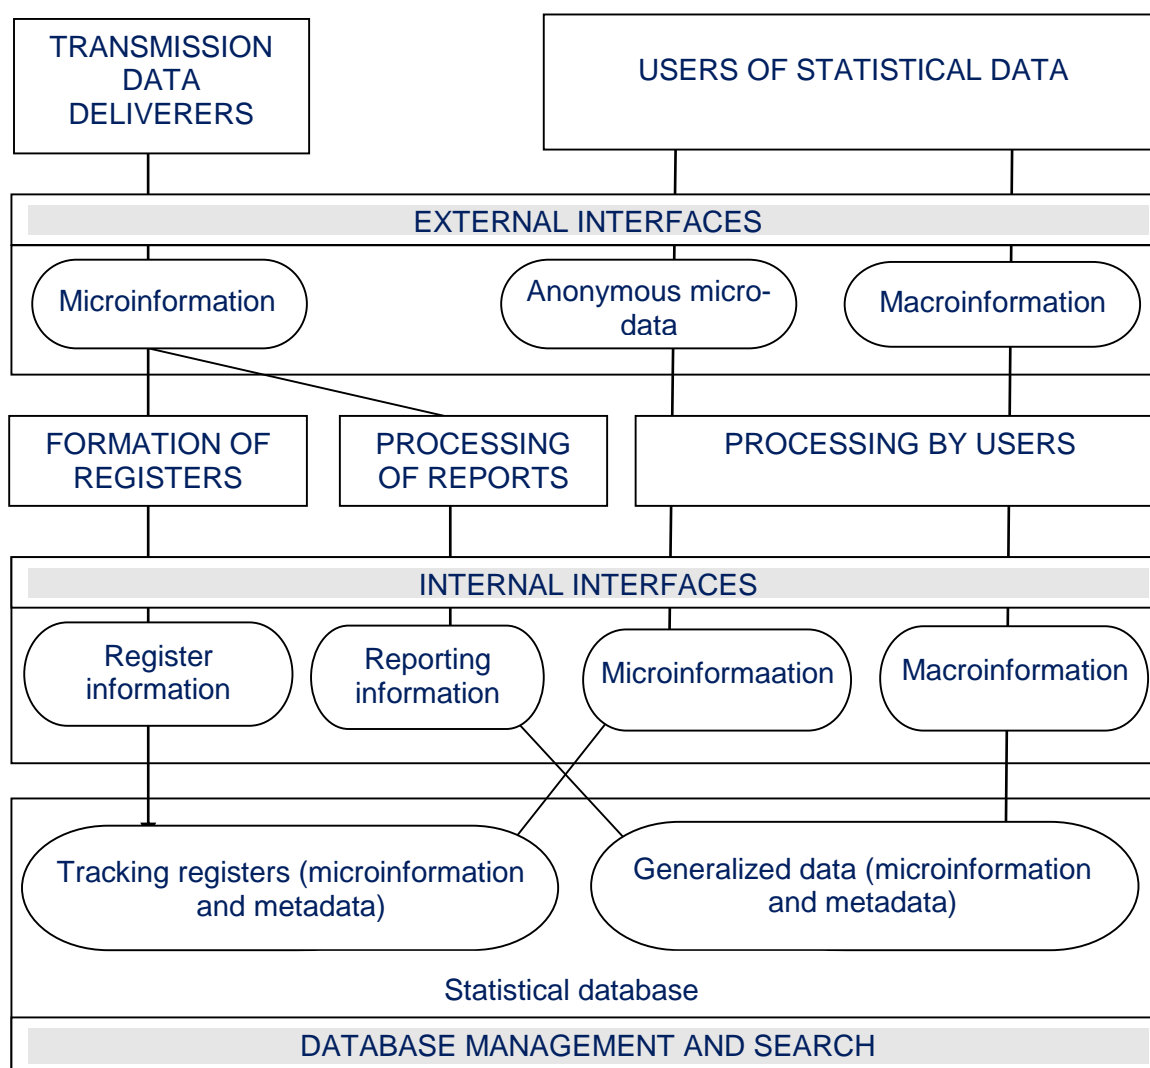 TRANSMISSION
DATA
DELIVERERS
USERS OF STATISTICAL DATA
EXTERNAL INTERFACES
Microinformation
Anonymous micro-
data
Macroinformation
FORMATION OF
REGISTERS
PROCESSING
OF REPORTS
PROCESSING BY USERS
INTERNAL INTERFACES
Register
information
Reporting
information
Microinformaation
Macroinformation
Tracking registers (microinformation
and metadata)
Generalized data (microinformation
and metadata)
Statistical database
DATABASE MANAGEMENT AND SEARCH